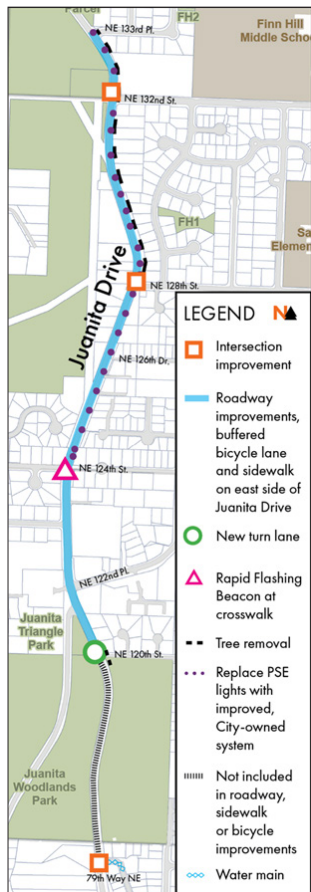 Parcel
NE 133rd Pl.
FH2
Finn Hill
Middle Schoo
NE 132nd St.
FH1
Sa
Elemen
Juanita Drive
NE 128th St.
NE 126th Dr.
NE 124th St.
NE 122nd Pl.
Juanita
Triangle
Park
NE 120th St.
Juanita
Woodlands
Park
79th Way NE
LEGEND N
Intersection
improvement
Roadway
improvements,
buffered
bicycle lane
and sidewalk
on east side of
Juanita Drive
New turn lane
Rapid Flashing
Beacon at
crosswalk
Tree removal
Replace PSE
lights with
improved,
City-owned
system
Not included
in roadway,
sidewalk
or bicycle
improvements
Water main